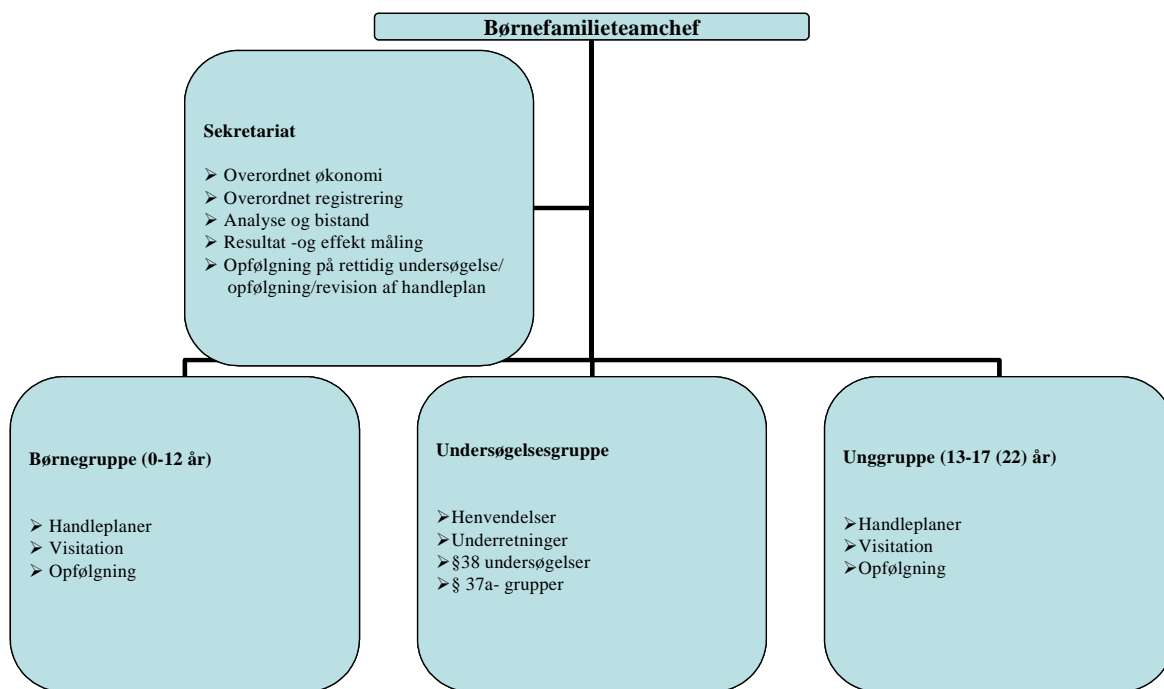 Børnefamilieteamchef
Sekretariat
➢ Overordnet økonomi
➢ Overordnet registrering
➢ Analyse og bistand
➢ Resultat -og effekt måling
➢ Opfølgning på rettidig undersøgelse/
opfølgning/revision af handleplan
Børnegruppe (0-12 år)
➢ Handleplaner
➢ Visitation
➢ Opfølgning
Undersøgelsesgruppe
➢Henvendelser
➢Underretninger
➢§38 undersøgelser
➢§ 37a- grupper
Unggruppe (13-17 (22) år)
➢Handleplaner
➢Visitation
➢Opfølgning